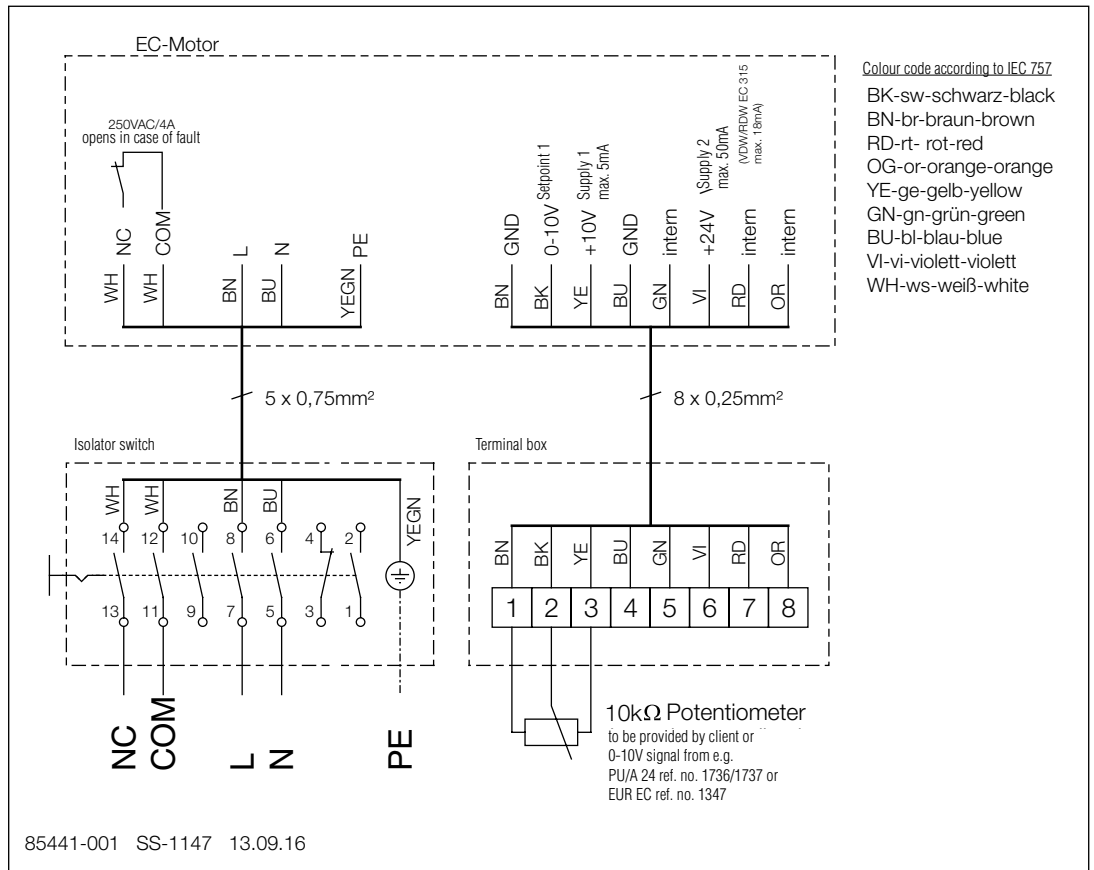 EC-Motor
250VAC/4A
opens in case of fault
NC
COM
L
N
PE
WH
WH
BN
BU
YEGN
GND
0-10V Setpoint 1
+10V Supply 1
max. 5mA
GND
intern
+24V \Supply 2
max. 50mA
(VDW/RDW EC 315
max. 18mA)
intern
intern
BN
BK
YE
BU
GN
VI
RD
OR
Colour code according to IEC 757
BK-sw-schwarz-black
BN-br-braun-brown
RD-rt- rot-red
OG-or-orange-orange
YE-ge-gelb-yellow
GN-gn-grün-green
BU-bl-blau-blue
VI-vi-violett-violett
WH-ws-weiß-white
5 x 0,75mm²
8 x 0,25mm²
Isolator switch
WH
WH
BN
BU
YEGN
14 12 10 8 6 4 2
13 11 9 7 5 3 1
NC
COM
L
N
PE
Terminal box
BN
BK
YE
BU
GN
VI
RD
OR
1 2 3 4 5 6 7 8
10kΩ Potentiometer
to be provided by client or
0-10V signal from e.g.
PU/A 24 ref. no. 1736/1737 or
EUR EC ref. no. 1347
85441-001 SS-1147 13.09.16